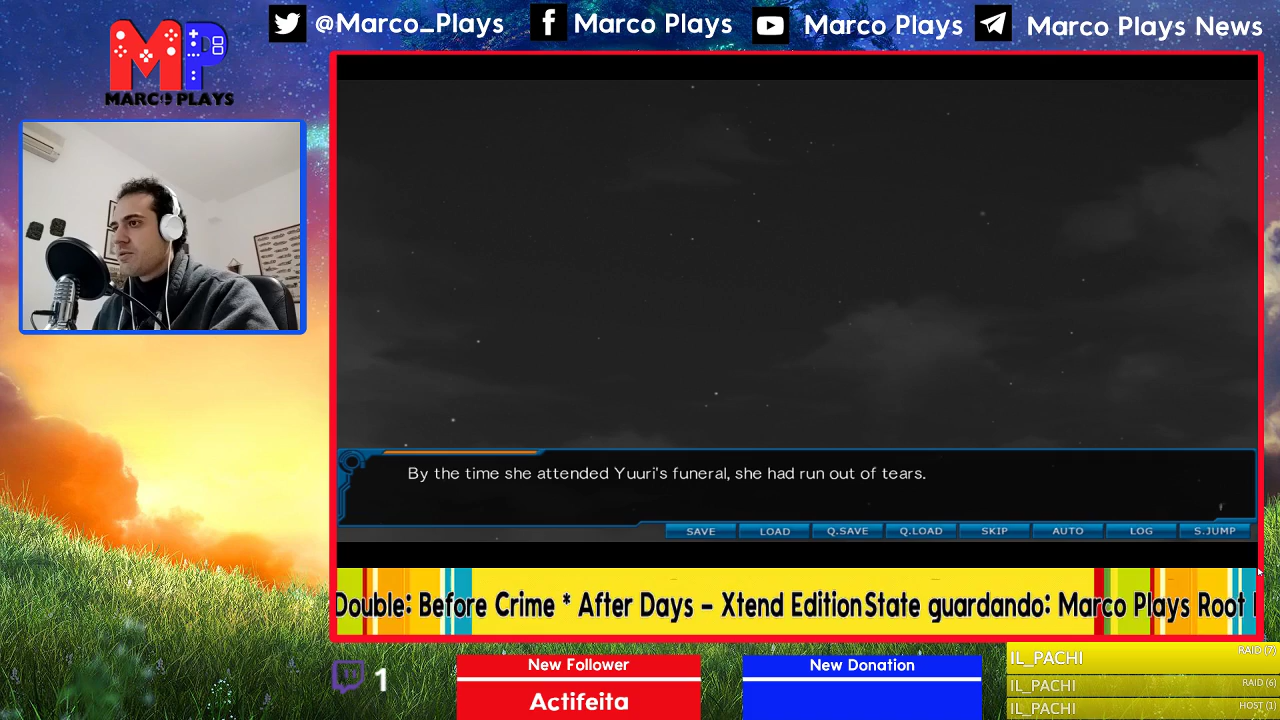 @Marco_Plays
Marco Plays
Marco Plays
Marco Plays News
MP
MARCO PLAYS
By the time she attended Yuuri's funeral, she had run out of tears.
SAVE
LOAD
Q.SAVE
Q.LOAD
SKIP
AUTO
LOG
S.JUMP
Double: Before Crime * After Days - Xtend EditionState guardando: Marco Plays Root
1
New Follower
Actifeita
New Donation
IL_PACHI RAID (7)
IL_PACHI RAID (6)
IL_PACHI HOST (1)